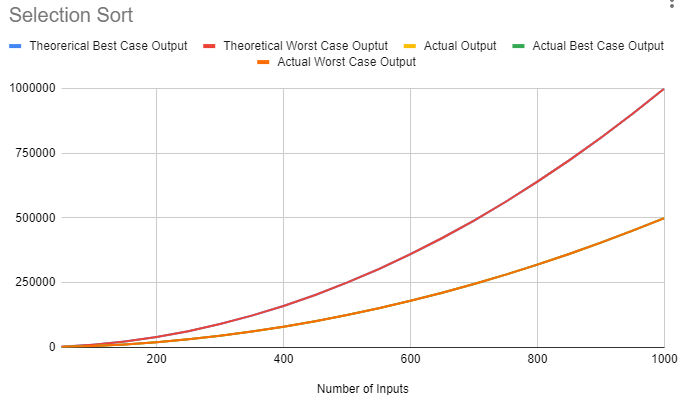 Selection Sort
Theorerical Best Case Output Theoretical Worst Case Ouptut Actual Output Actual Best Case Output
Actual Worst Case Output
1000000
750000
500000
250000
0
200 400 600 800 1000
Number of Inputs